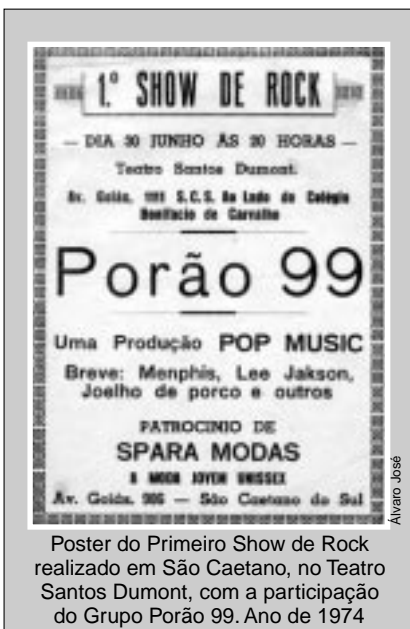 1.º SHOW DE ROCK
— DIA 30 JUNHO ÀS 20 HORAS —
Teatro Santos Dumont.
Av. Goiás, 1111 S.C.S. Ao Lado do Colégio
Bonifacio de Carvalho
Porão 99
Uma Produção POP MUSIC
Breve: Menphis, Lee Jakson,
Joelho de porco e outros
PATROCINIO DE
SPARA MODAS
A MODA JOVEM UNISSEX
Av. Goiás, 906 — São Caetano do Sul
Álvaro José
Poster do Primeiro Show de Rock
realizado em São Caetano, no Teatro
Santos Dumont, com a participação
do Grupo Porão 99. Ano de 1974